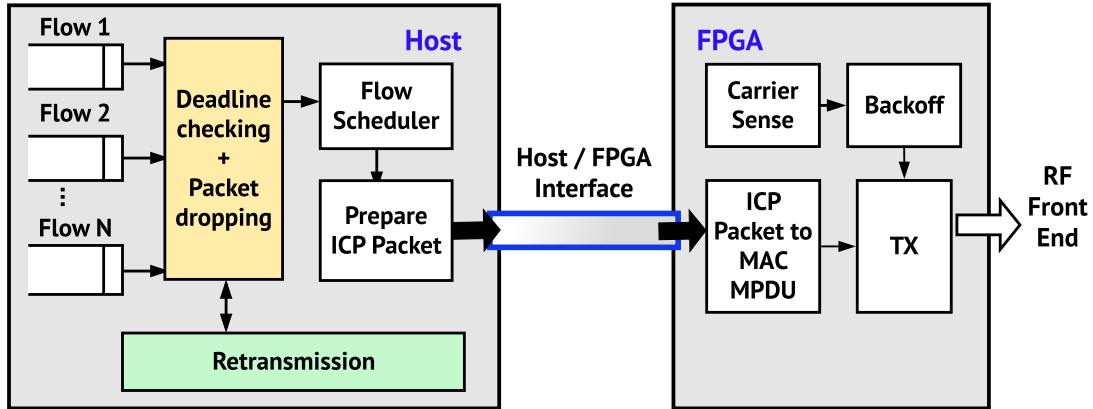 Flow 1
Flow 2
⋮
Flow N
Deadline
checking
+
Packet
dropping
Host
Flow
Scheduler
Prepare
ICP Packet
Retransmission
Host / FPGA
Interface
FPGA
Carrier
Sense
Backoff
ICP
Packet to
MAC
MPDU
TX
RF
Front
End